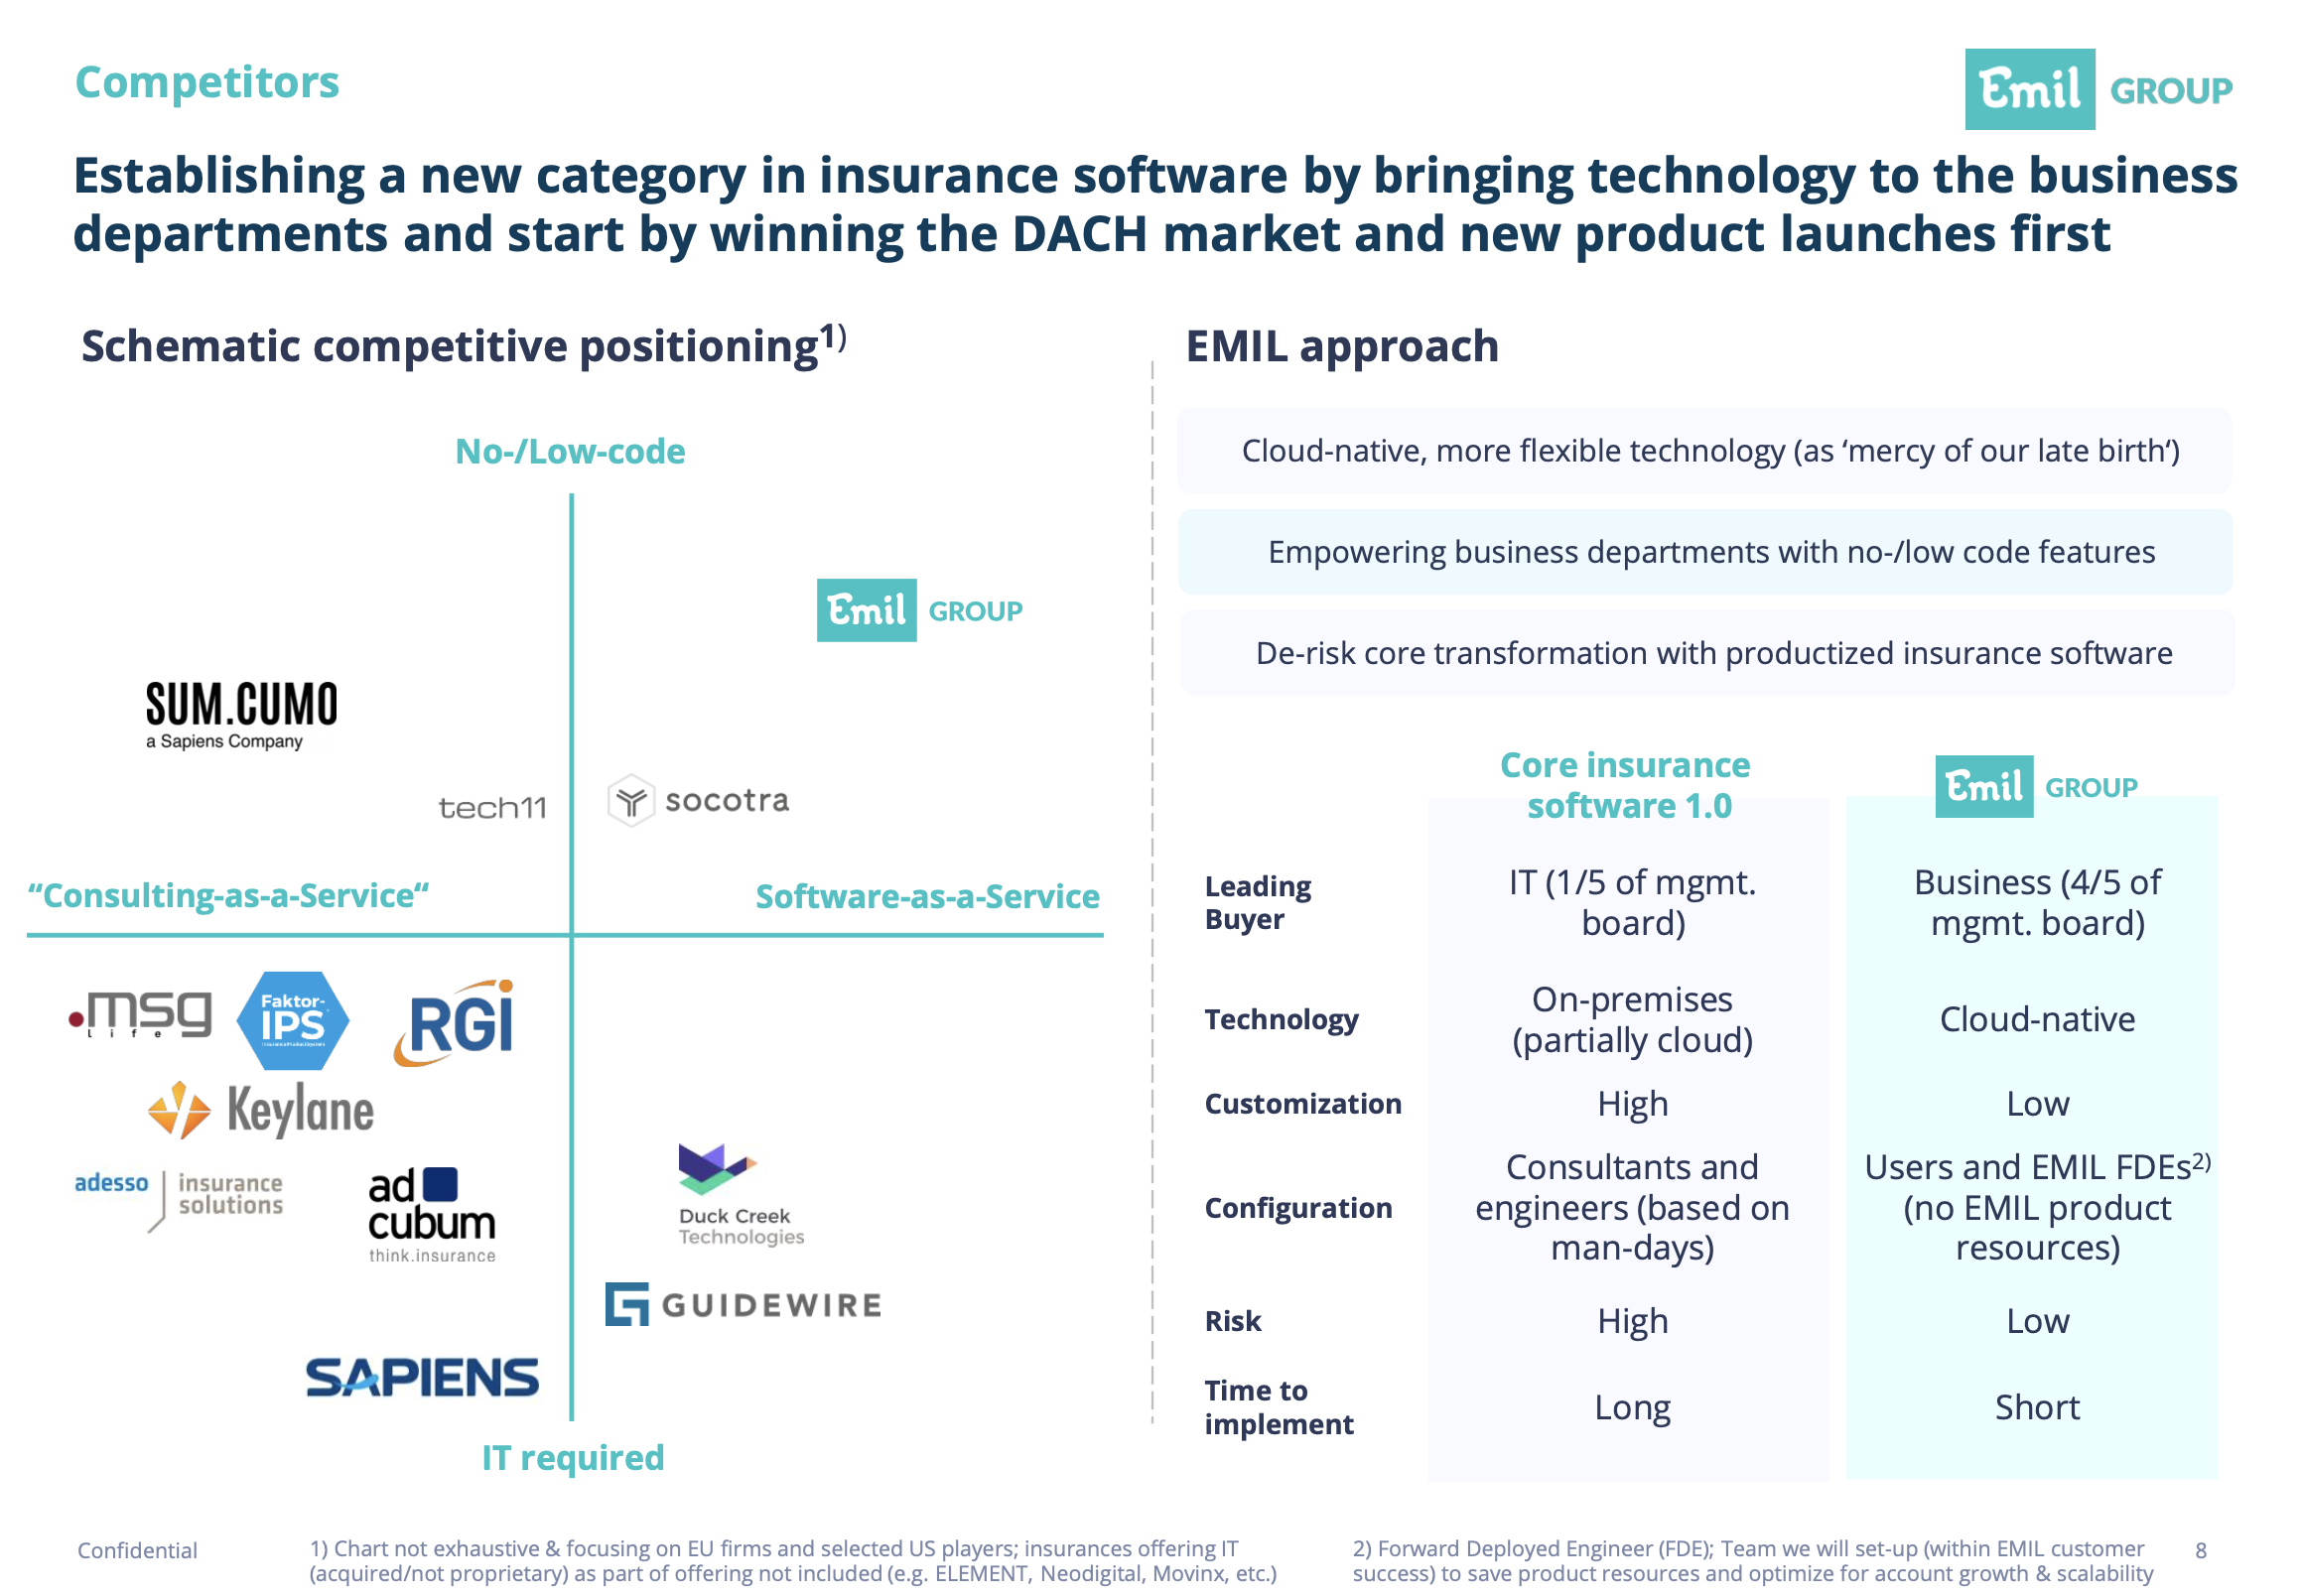 Competitors
Emil GROUP
Establishing a new category in insurance software by bringing technology to the business
departments and start by winning the DACH market and new product launches first
Schematic competitive positioning1)
No-/Low-code
Emil GROUP
SUM.CUMO
a Sapiens Company
tech11
socotra
“Consulting-as-a-Service“
Software-as-a-Service
msg
life
Faktor-
IPS
RGI
Keylane
adesso insurance
solutions
ad
cubum
think.insurance
Duck Creek
Technologies
GUIDEWIRE
SAPIENS
IT required
EMIL approach
Cloud-native, more flexible technology (as ‘mercy of our late birth‘)
Empowering business departments with no-/low code features
De-risk core transformation with productized insurance software
Core insurance
software 1.0
Emil GROUP
Leading
Buyer
IT (1/5 of mgmt.
board)
Business (4/5 of
mgmt. board)
Technology
On-premises
(partially cloud)
Cloud-native
Customization
High
Low
Configuration
Consultants and
engineers (based on
man-days)
Users and EMIL FDEs2)
(no EMIL product
resources)
Risk
High
Low
Time to
implement
Long
Short
Confidential
1) Chart not exhaustive & focusing on EU firms and selected US players; insurances offering IT
(acquired/not proprietary) as part of offering not included (e.g. ELEMENT, Neodigital, Movinx, etc.)
2) Forward Deployed Engineer (FDE); Team we will set-up (within EMIL customer
success) to save product resources and optimize for account growth & scalability
8